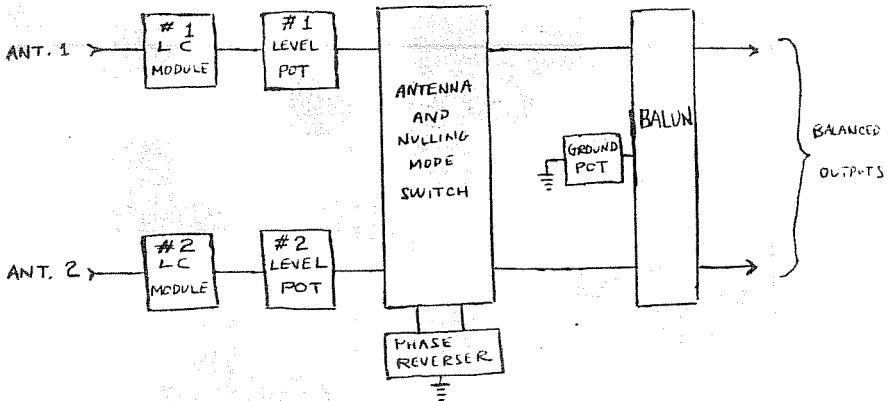 ANT. 1
#1
LC
MODULE
#1
LEVEL
POT
ANTENNA
AND
NULLING
MODE
SWITCH
BALUN
GROUND
POT
BALANCED
OUTPUTS
ANT. 2
#2
LC
MODULE
#2
LEVEL
POT
PHASE
REVERSER